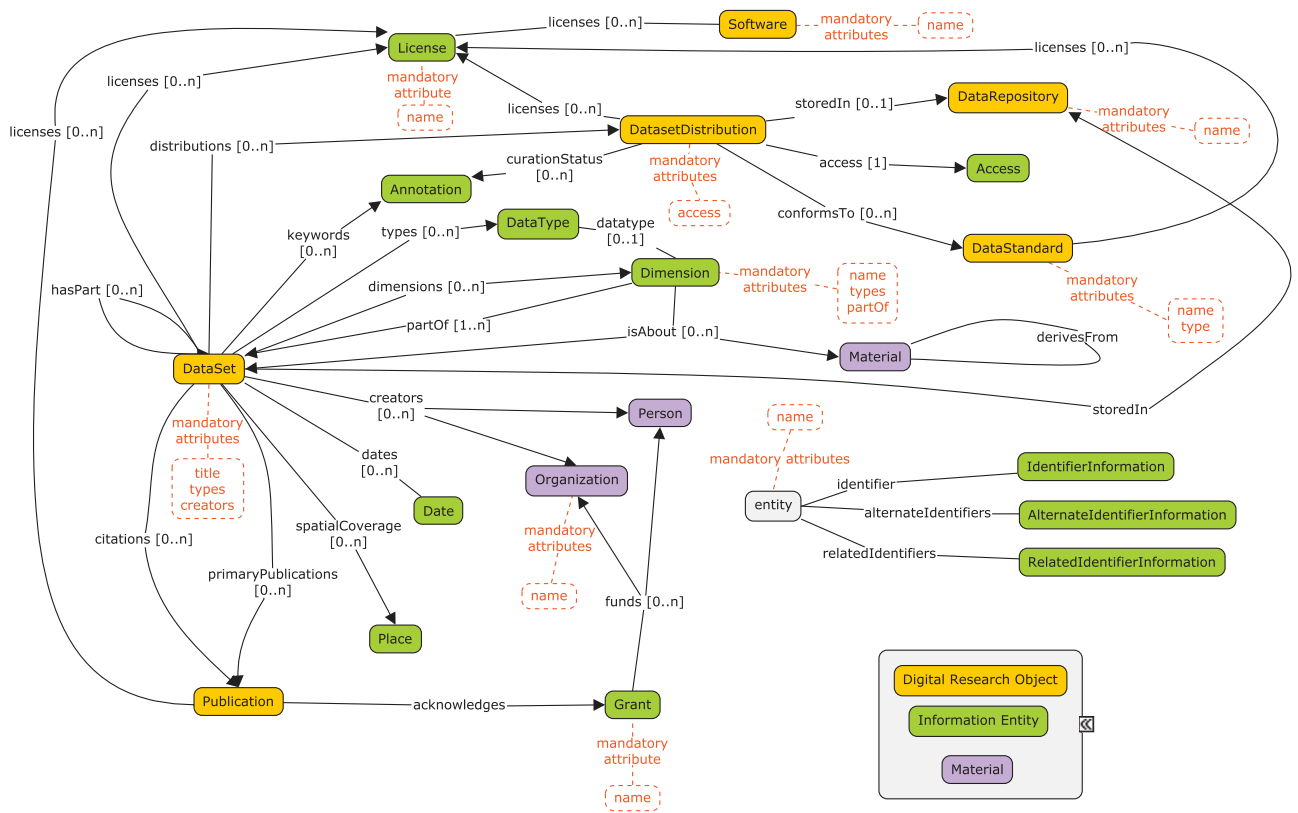 licenses [0..n]
Software
mandatory
attributes
name
License
licenses [0..n]
mandatory
attribute
name
licenses [0..n]
licenses [0..n]
licenses [0..n]
DatasetDistribution
storedIn [0..1]
DataRepository
mandatory
attributes
name
distributions [0..n]
curationStatus
[0..n]
mandatory
attributes
access
access [1]
Access
Annotation
keywords
[0..n]
types [0..n]
DataType
datatype
[0..1]
conformsTo [0..n]
DataStandard
mandatory
attributes
name
type
hasPart [0..n]
dimensions [0..n]
Dimension
mandatory
attributes
name
types
partOf
partOf [1..n]
isAbout [0..n]
Material
derivesFrom
DataSet
mandatory
attributes
title
types
creators
creators
[0..n]
Person
storedIn
dates
[0..n]
Date
Organization
mandatory
attributes
name
name
mandatory attributes
entity
identifier
IdentifierInformation
alternateIdentifiers
AlternateIdentifierInformation
relatedIdentifiers
RelatedIdentifierInformation
spatialCoverage
[0..n]
citations [0..n]
primaryPublications
[0..n]
funds [0..n]
Place
Publication
acknowledges
Grant
mandatory
attribute
name
Digital Research Object
Information Entity
Material